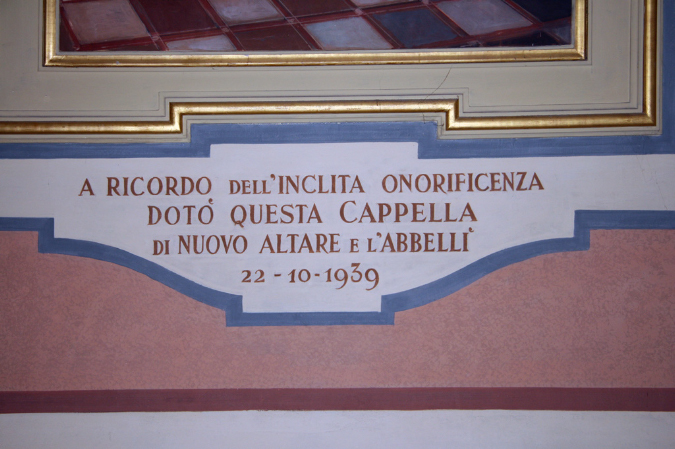 A RICORDO DELL'INCLITA ONORIFICENZA
DOTÒ QUESTA CAPPELLA
DI NUOVO ALTARE E L'ABBELLÌ
22-10-1939